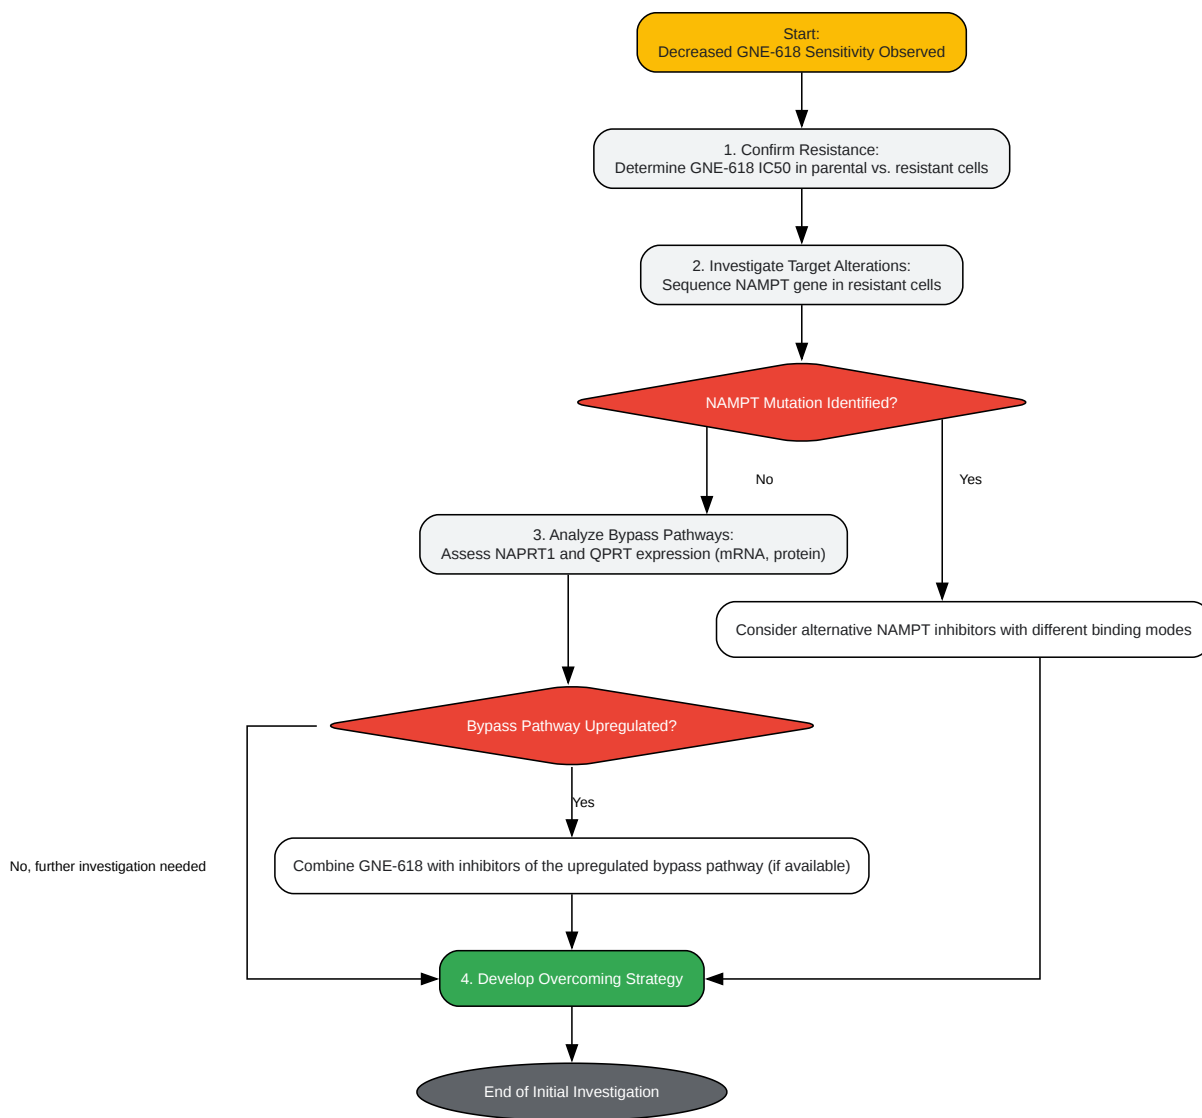 Start:
Decreased GNE-618 Sensitivity Observed
1. Confirm Resistance:
Determine GNE-618 IC50 in parental vs. resistant cells
2. Investigate Target Alterations:
Sequence NAMPT gene in resistant cells
NAMPT Mutation Identified?
No
Yes
3. Analyze Bypass Pathways:
Assess NAPRT1 and QPRT expression (mRNA, protein)
Consider alternative NAMPT inhibitors with different binding modes
Bypass Pathway Upregulated?
Yes
No, further investigation needed
Combine GNE-618 with inhibitors of the upregulated bypass pathway (if available)
4. Develop Overcoming Strategy
End of Initial Investigation